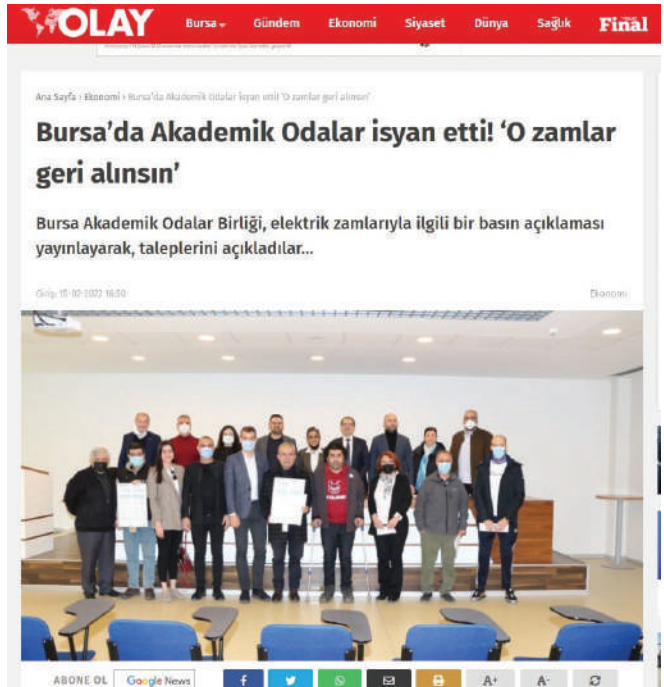 OLAY Bursa Gündem Ekonomi Siyaset Dünya Sağlık Final
Ana Sayfa › Ekonomi › Bursa'da Akademik Odalar isyan etti! 'O zamlar geri alınsın'
Bursa'da Akademik Odalar isyan etti! 'O zamlar
geri alınsın'
Bursa Akademik Odalar Birliği, elektrik zamlarıyla ilgili bir basın açıklaması
yayınlayarak, taleplerini açıkladılar...
Giriş: 15-02-2022 16:50 Ekonomi
ABONE OL Google News A+ A-